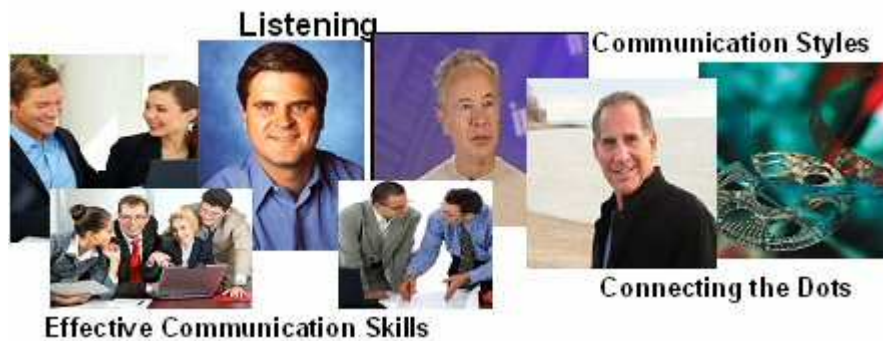 Listening
Communication Styles
Connecting the Dots
Effective Communication Skills